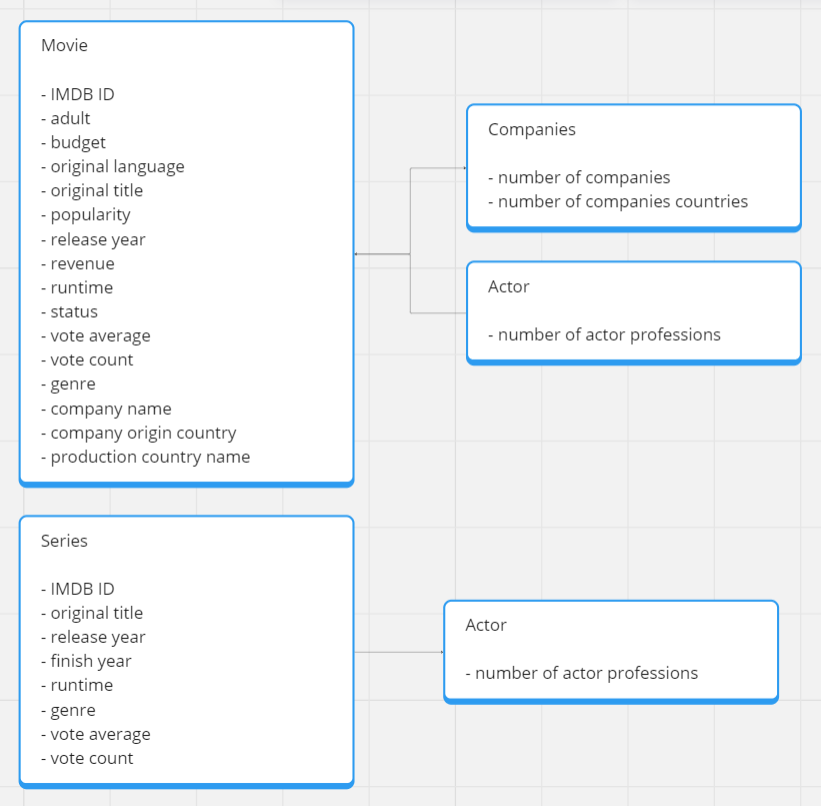 Movie
- IMDB ID
- adult
- budget
- original language
- original title
- popularity
- release year
- revenue
- runtime
- status
- vote average
- vote count
- genre
- company name
- company origin country
- production country name
Companies
- number of companies
- number of companies countries
Actor
- number of actor professions
Series
- IMDB ID
- original title
- release year
- finish year
- runtime
- genre
- vote average
- vote count
Actor
- number of actor professions